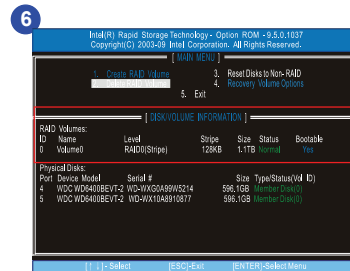 6
Intel(R) Rapid Storage Technology - Option ROM - 9.5.0.1037
Copyright(C) 2003-09 Intel Corporation. All Rights Reserved.
[ MAIN MENU ]
1. Create RAID Volume 3. Reset Disks to Non- RAID
2. Delete RAID Volume 4. Recovery Volume Options
5. Exit
[ DISK/VOLUME INFORMATION ]
RAID Volumes:
ID Name Level Stripe Size Status Bootable
0 Volume0 RAID0(Stripe) 128KB 1.1TB Normal Yes
Physical Disks:
Port Device Model Serial # Size Type/Status(Vol ID)
4 WDC WD6400BEVT-2 WD-WXG0A99W5214 596.1GB Member Disk(0)
5 WDC WD6400BEVT-2 WD-WX10A8910877 596.1GB Member Disk(0)
[↑↓]- Select [ESC]-Exit [ENTER]-Select Menu